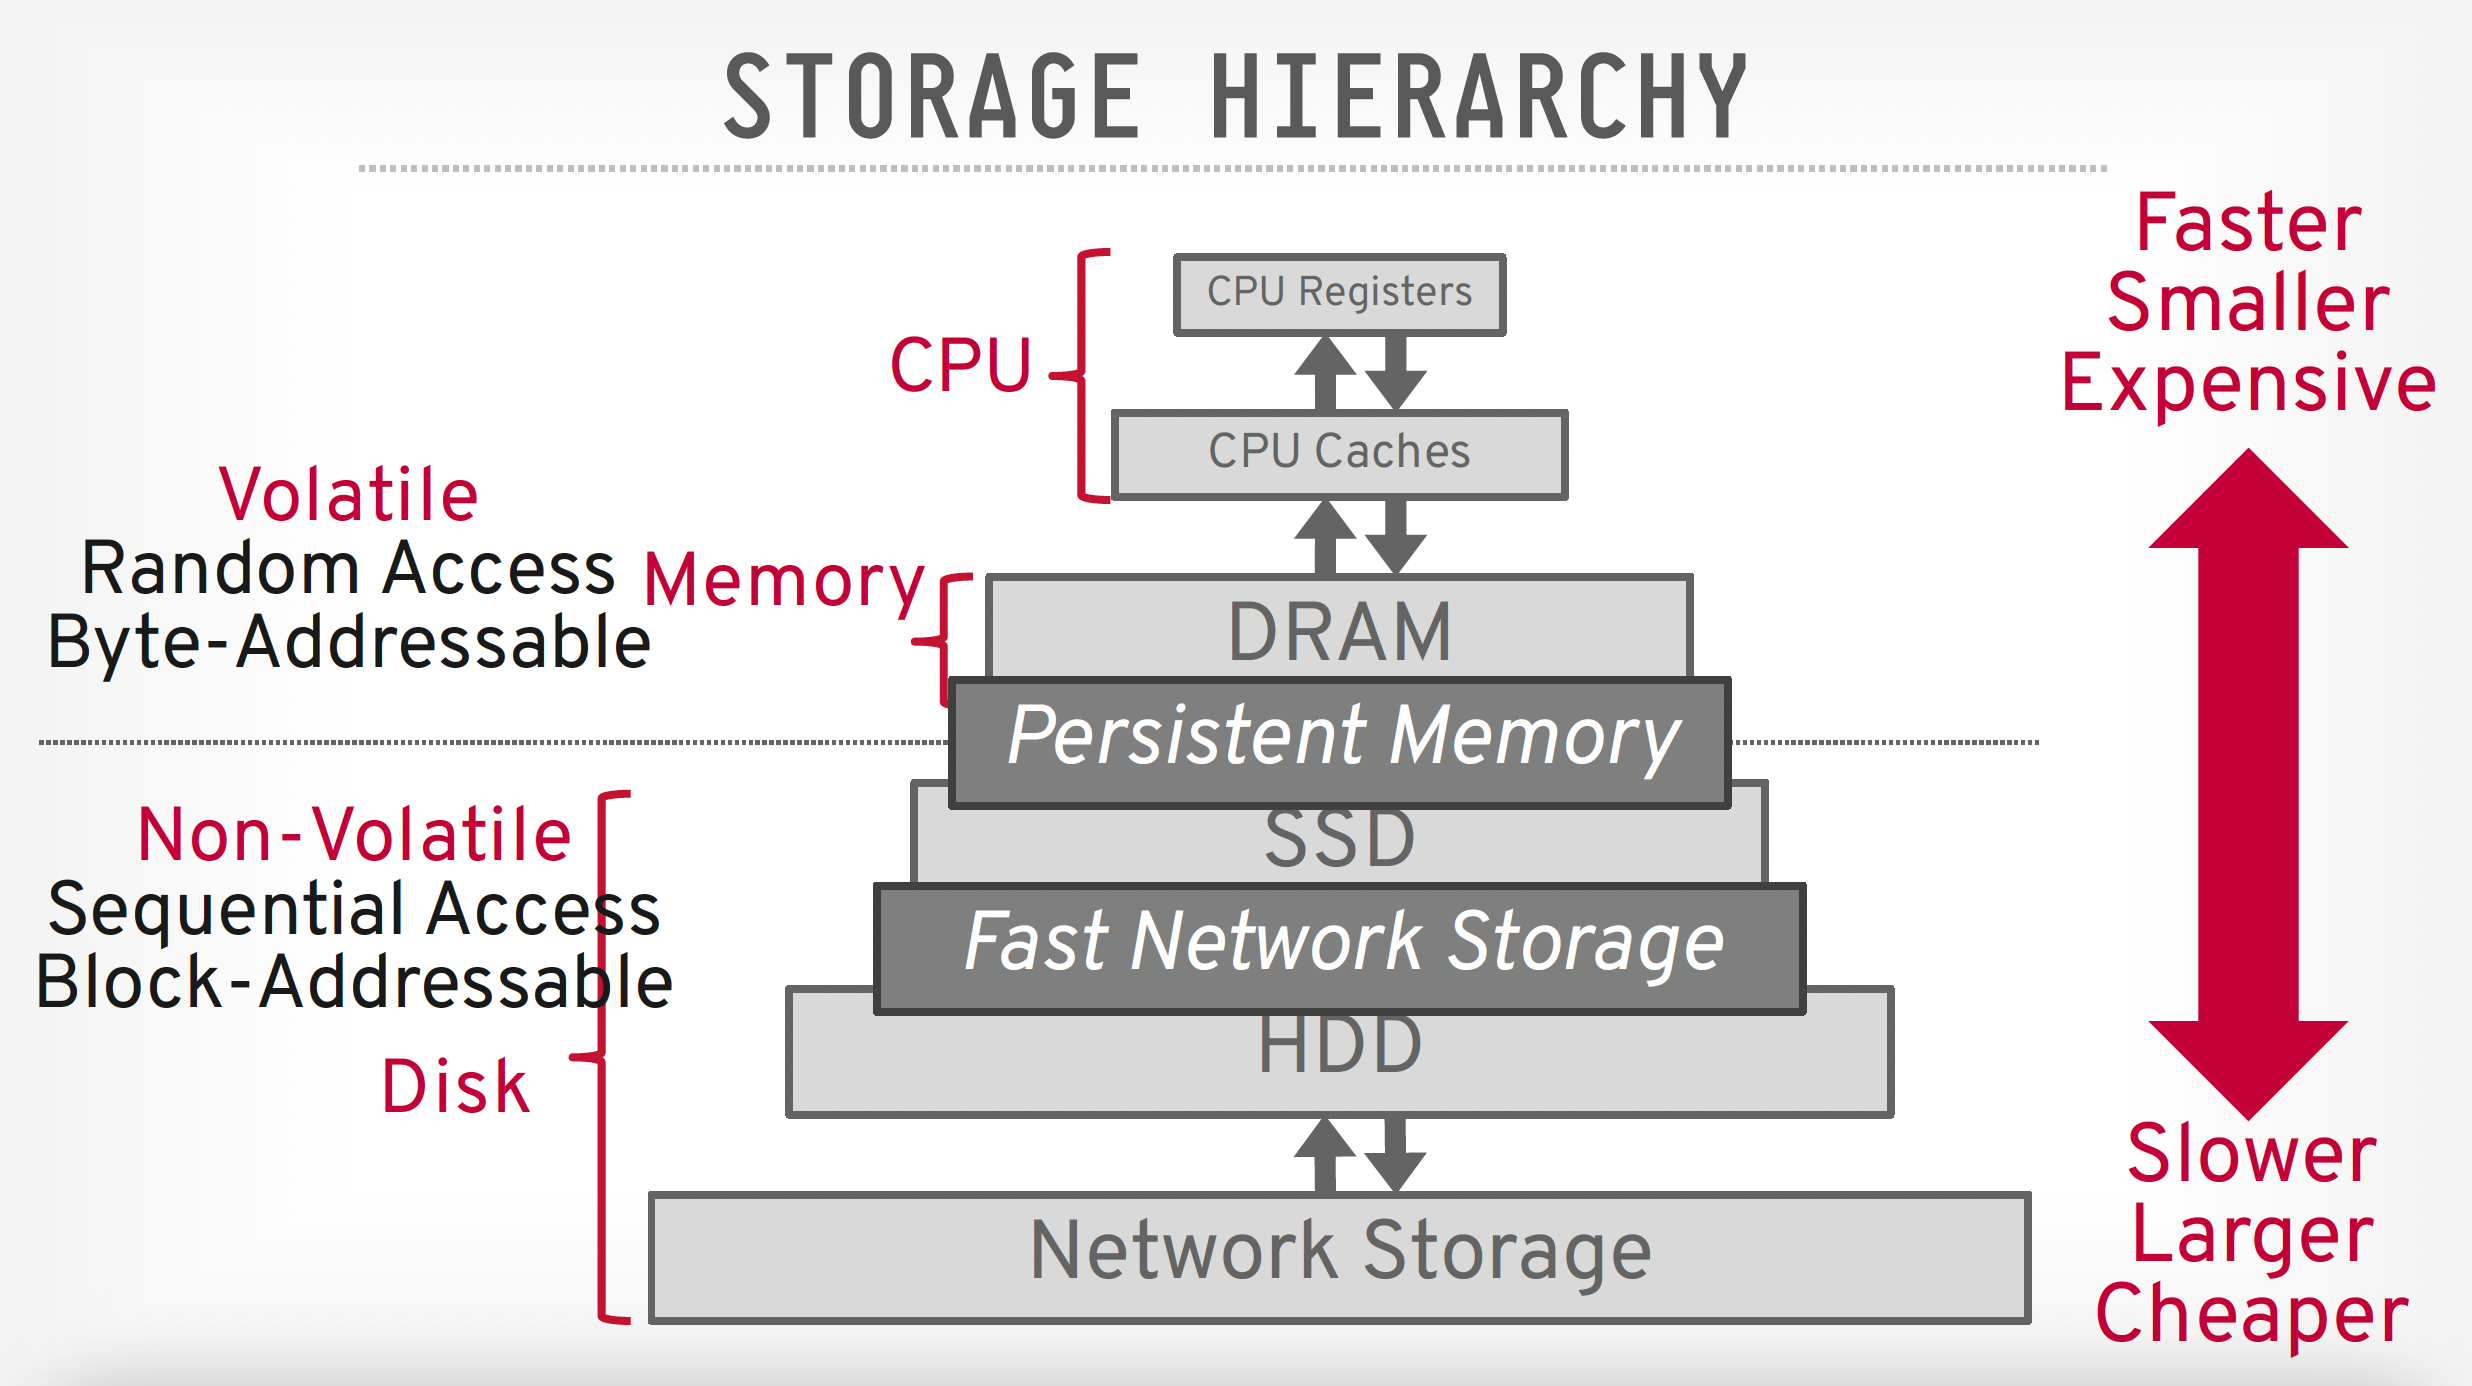 STORAGE HIERARCHY
Faster
Smaller
Expensive
CPU Registers
CPU
CPU Caches
Volatile
Random Access
Byte-Addressable
Memory
DRAM
Persistent Memory
Non-Volatile
Sequential Access
Block-Addressable
SSD
Fast Network Storage
Disk
HDD
Network Storage
Slower
Larger
Cheaper